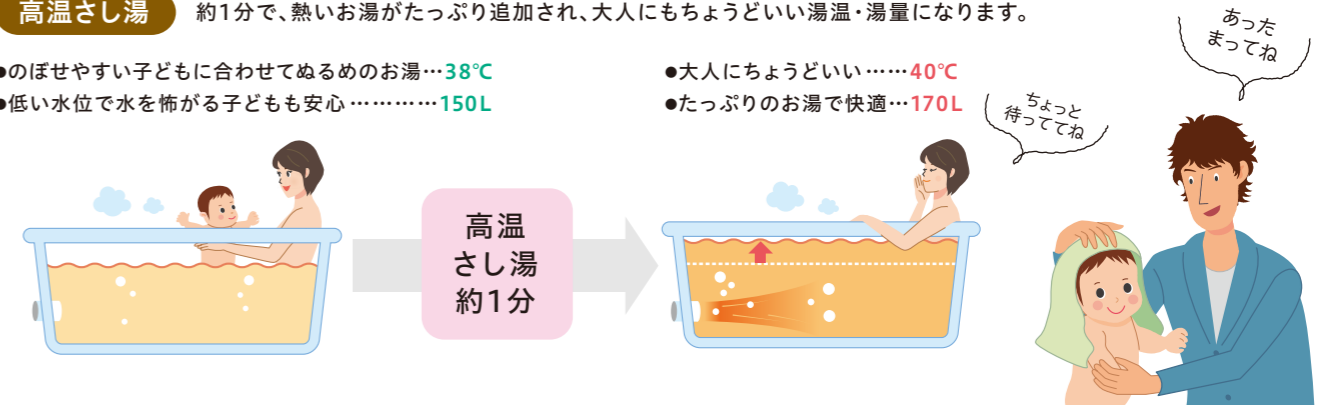 高温さし湯
約1分で、熱いお湯がたっぷり追加され、大人にもちょうどいい湯温・湯量になります。
●のぼせやすい子どもに合わせてぬるめのお湯…38℃
●低い水位で水を怖がる子どもも安心…………150L
●大人にちょうどいい……40℃
●たっぷりのお湯で快適…170L
高温
さし湯
約1分
ちょっと
待っててね
あった
まってね